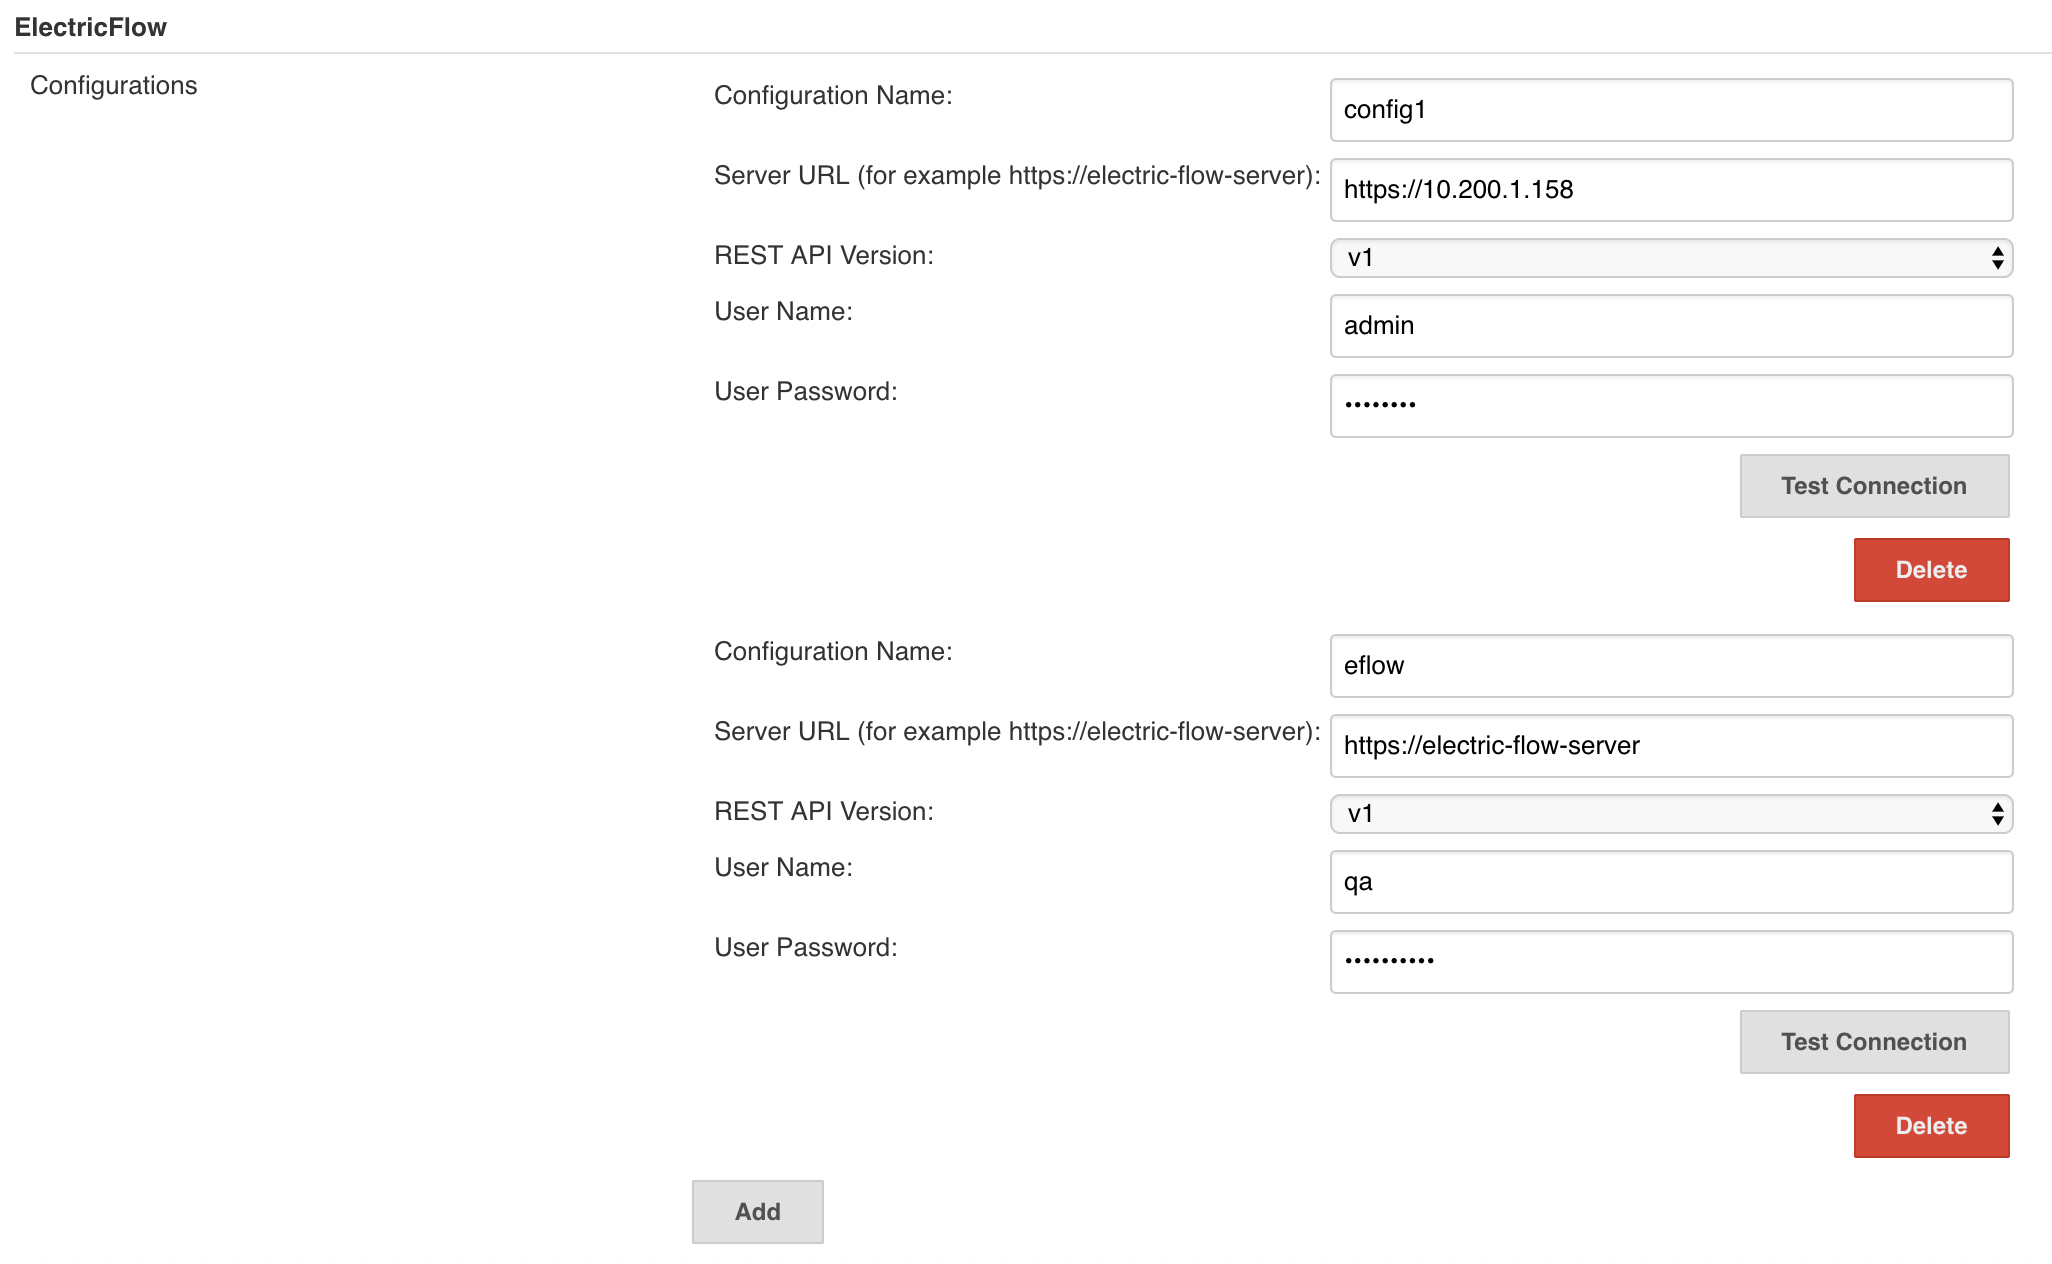 ElectricFlow
Configurations
Configuration Name: config1
Server URL (for example https://electric-flow-server): https://10.200.1.158
REST API Version: v1
User Name: admin
User Password: ••••••••
Test Connection
Delete
Configuration Name: eflow
Server URL (for example https://electric-flow-server): https://electric-flow-server
REST API Version: v1
User Name: qa
User Password: ••••••••••
Test Connection
Delete
Add